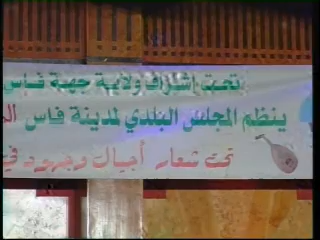 تحت إشراف ولاية جهة فاس
ينظم المجلس البلدي لمدينة فاس
تحت شعار أجيال وجهود في